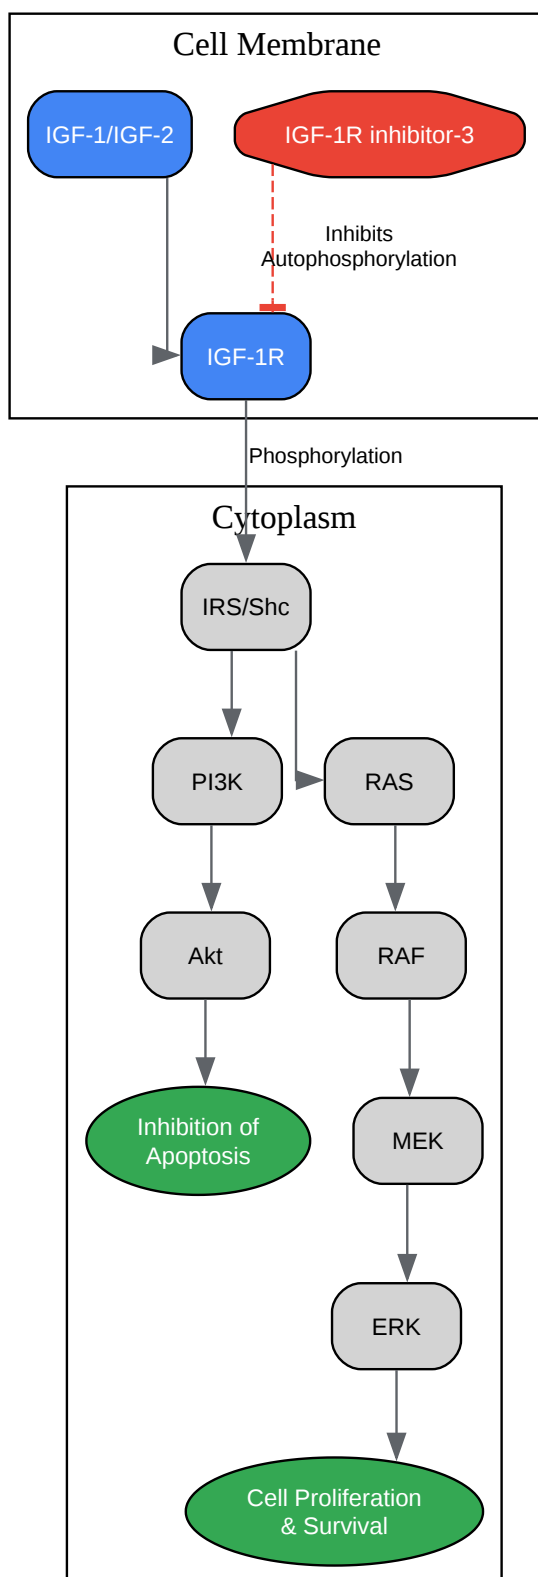 Cell Membrane
IGF-1/IGF-2
IGF-1R inhibitor-3
Inhibits
Autophosphorylation
IGF-1R
Phosphorylation
Cytoplasm
IRS/Shc
PI3K
RAS
Akt
RAF
Inhibition of
Apoptosis
MEK
ERK
Cell Proliferation
& Survival